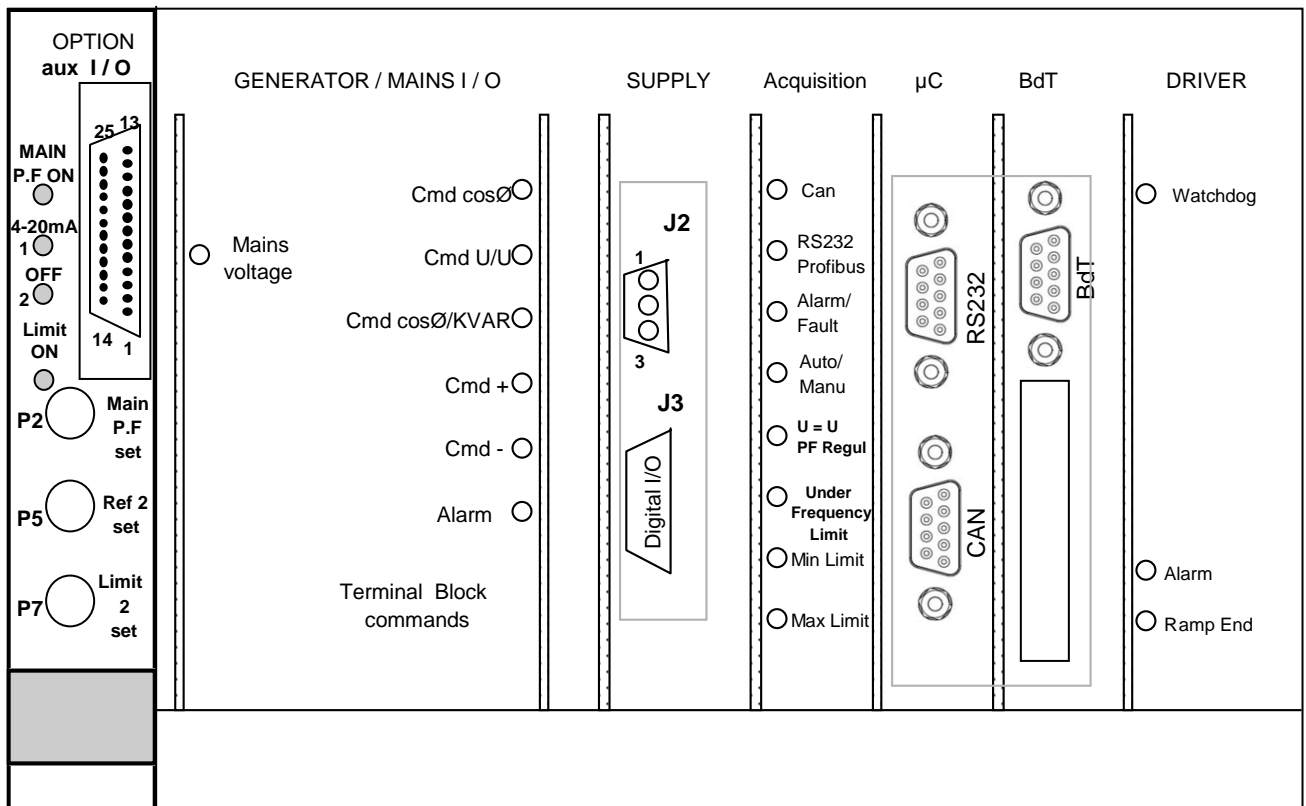 OPTION
aux I / O
25 13
MAIN
P.F ON
4-20mA
1
OFF
2
Limit
ON
14 1
P2
Main
P.F
set
P5
Ref 2
set
P7
Limit
2
set
GENERATOR / MAINS I / O
Mains
voltage
Cmd cosØ
Cmd U/U
Cmd cosØ/KVAR
Cmd +
Cmd -
Alarm
Terminal Block
commands
SUPPLY
J2
1
3
J3
Digital I/O
Acquisition
Can
RS232
Profibus
Alarm/
Fault
Auto/
Manu
U = U
PF Regul
Under
Frequency
Limit
Min Limit
Max Limit
µC
RS232
CAN
BdT
BdT
DRIVER
Watchdog
Alarm
Ramp End